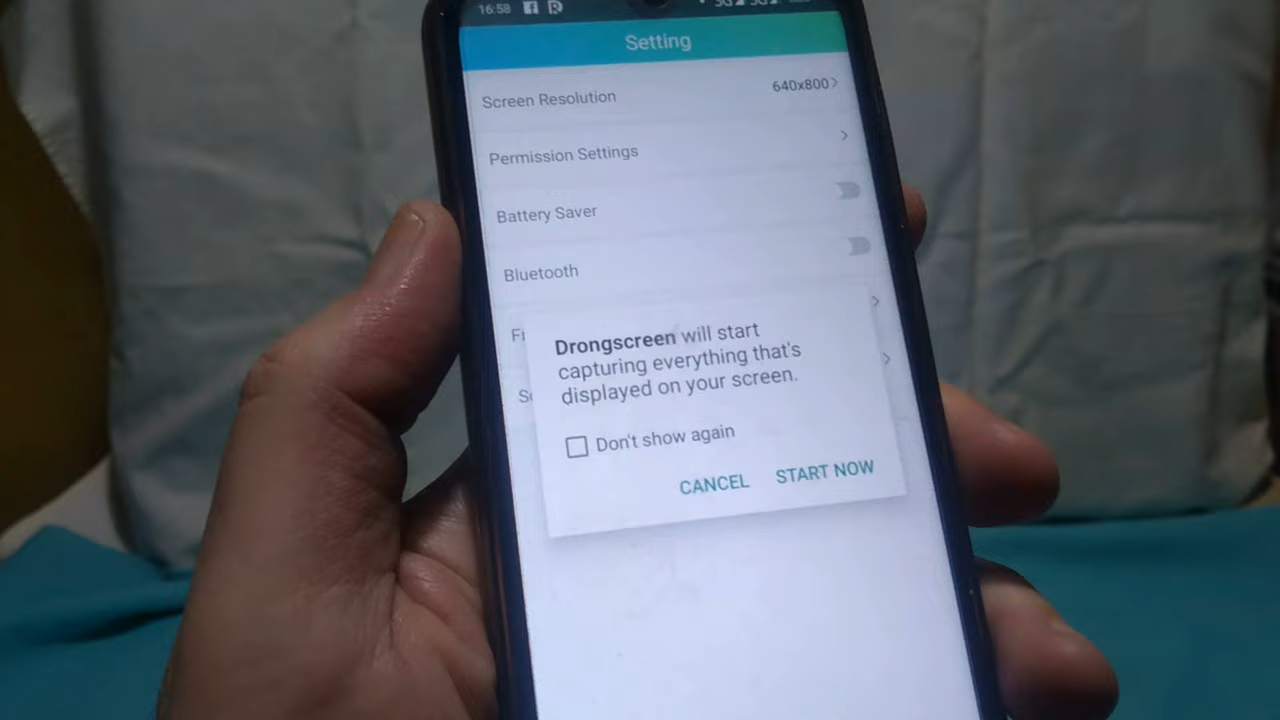 16:58
Setting
Screen Resolution 640x800
Permission Settings
Battery Saver
Bluetooth
Drongscreen will start
capturing everything that's
displayed on your screen.
Don't show again
CANCEL START NOW